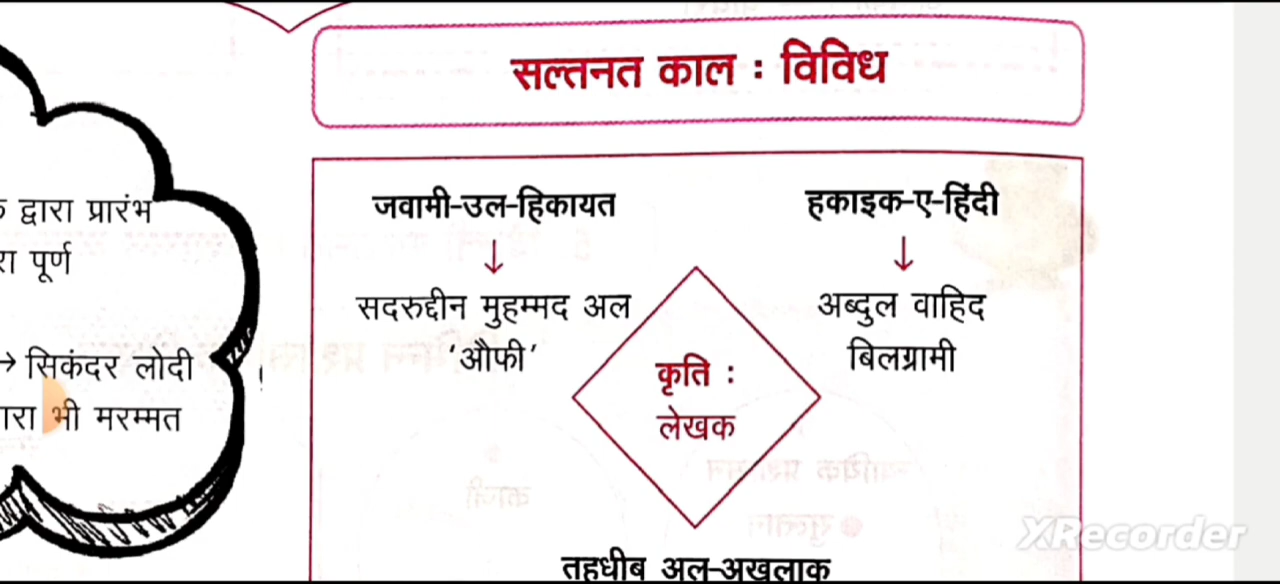 सल्तनत काल : विविध
द्वारा प्रारंभ
पूर्ण
→ सिकंदर लोदी
भी मरम्मत
जवामी-उल-हिकायत
↓
सदरुद्दीन मुहम्मद अल
‘औफी’
हकाइक-ए-हिंदी
↓
अब्दुल वाहिद
बिलग्रामी
कृति :
लेखक
तहधीब अल-अखलाक
XRecorder